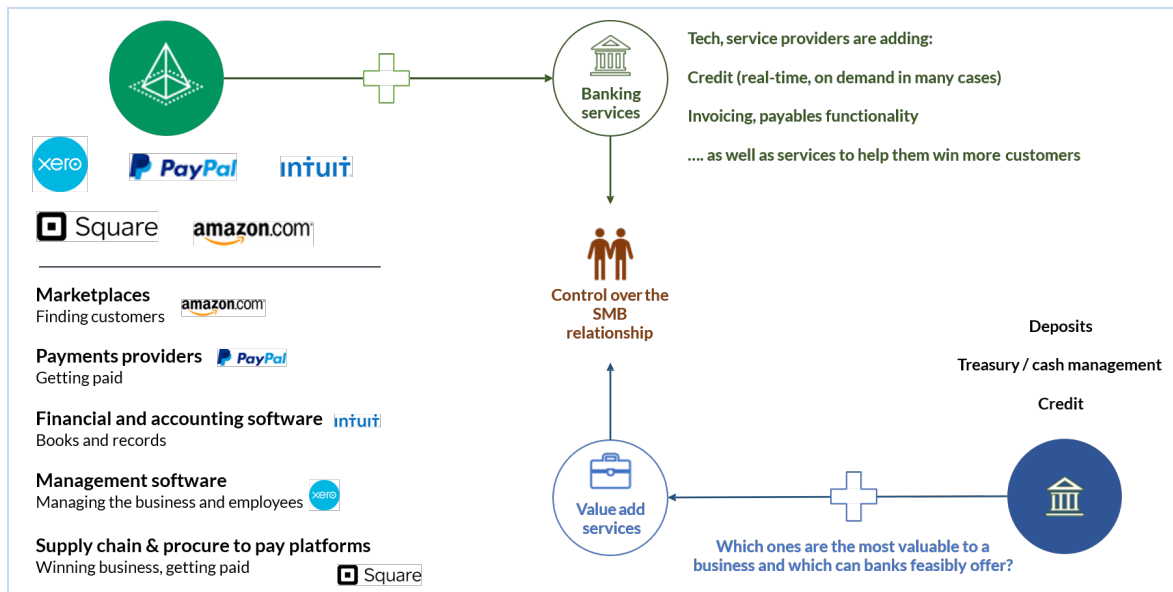 Tech, service providers are adding:
Credit (real-time, on demand in many cases)
Invoicing, payables functionality
.... as well as services to help them win more customers
Banking
services
xero
PayPal
intuit
Square
amazon.com
Marketplaces
Finding customers
amazon.com
Payments providers
Getting paid
PayPal
Financial and accounting software
Books and records
intuit
Management software
Managing the business and employees
xero
Supply chain & procure to pay platforms
Winning business, getting paid
Square
Control over the
SMB
relationship
Value add
services
Deposits
Treasury / cash management
Credit
Which ones are the most valuable to a
business and which can banks feasibly offer?